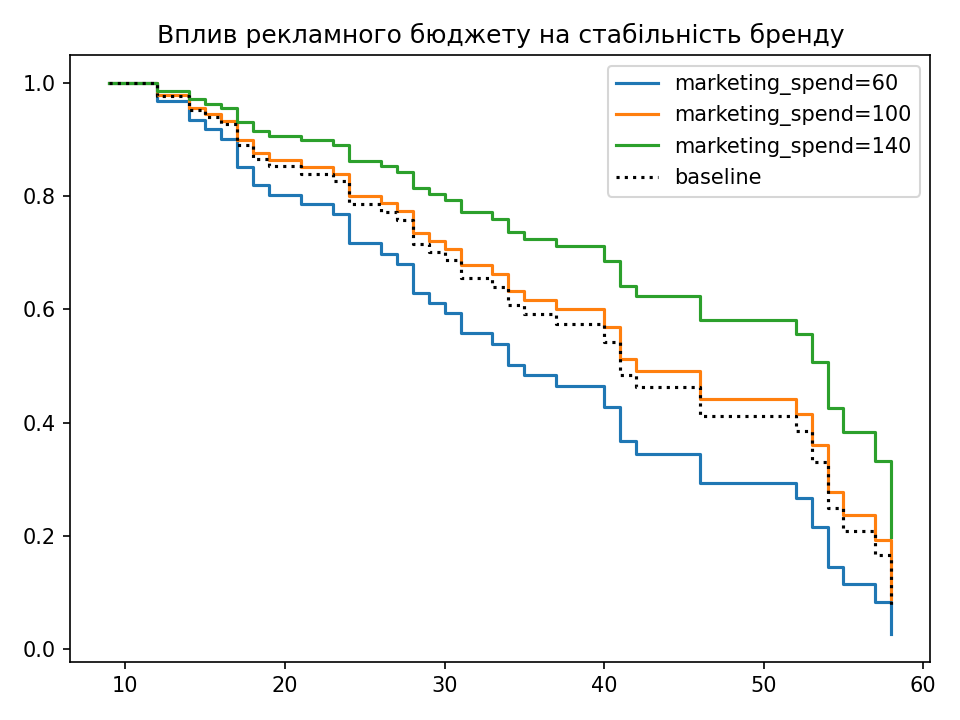 Вплив рекламного бюджету на стабільність бренду
marketing_spend=60
marketing_spend=100
marketing_spend=140
baseline
1.0
0.8
0.6
0.4
0.2
0.0
10
20
30
40
50
60